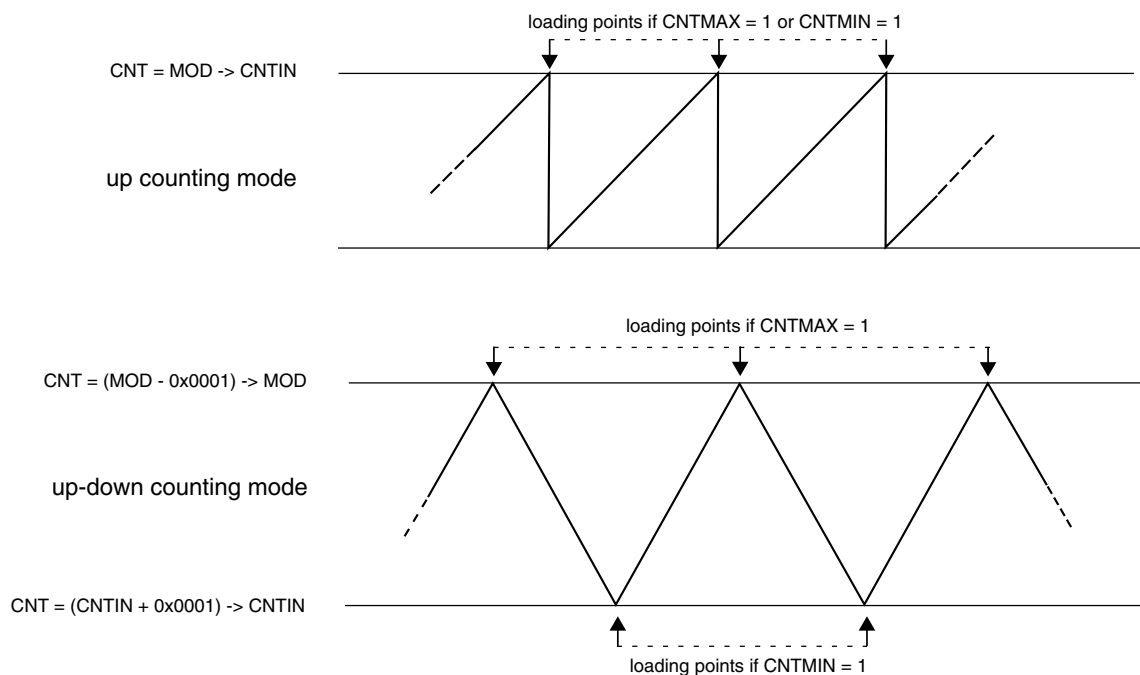 loading points if CNTMAX = 1 or CNTMIN = 1
CNT = MOD -> CNTIN
up counting mode
loading points if CNTMAX = 1
CNT = (MOD - 0x0001) -> MOD
up-down counting mode
CNT = (CNTIN + 0x0001) -> CNTIN
loading points if CNTMIN = 1